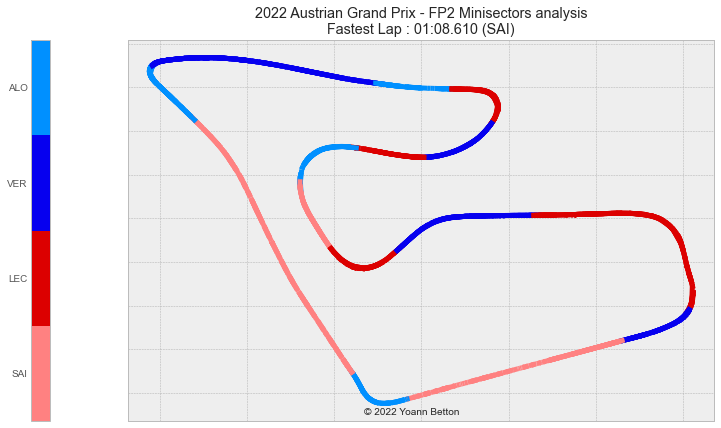 2022 Austrian Grand Prix - FP2 Minisectors analysis
Fastest Lap : 01:08.610 (SAI)
ALO
VER
LEC
SAI
© 2022 Yoann Betton